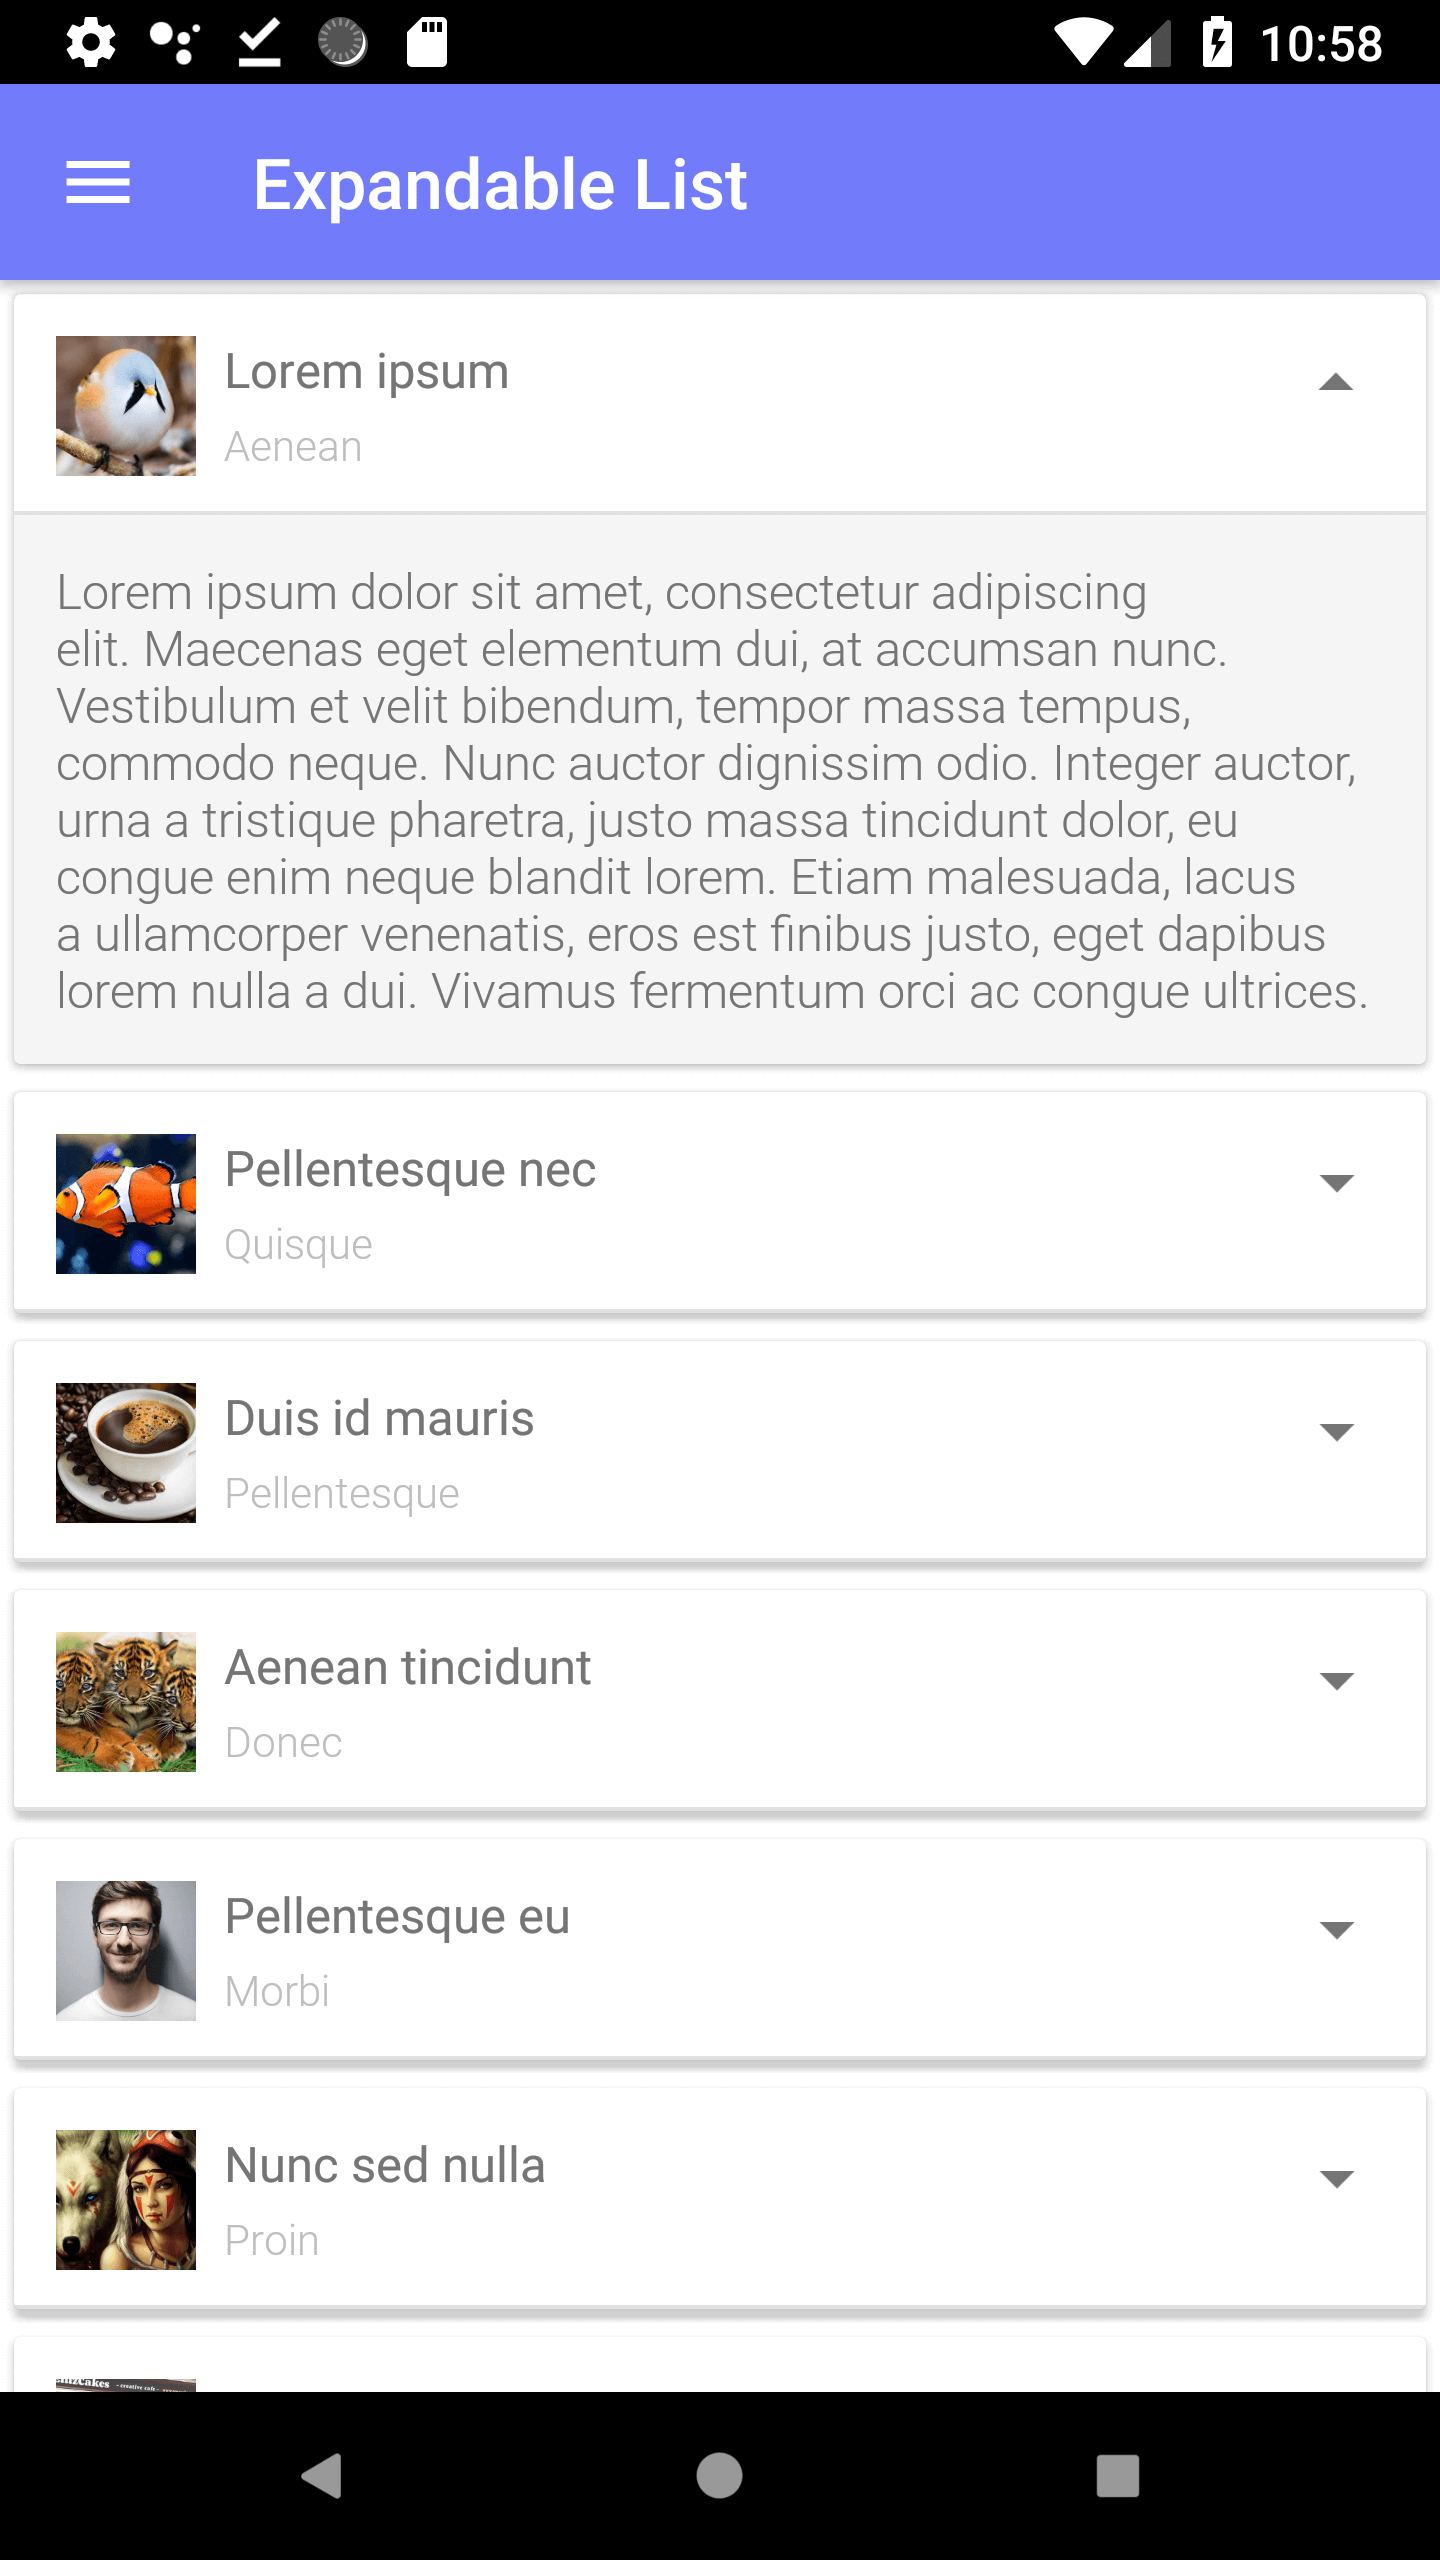 10:58
Expandable List
Lorem ipsum
Aenean
Lorem ipsum dolor sit amet, consectetur adipiscing
elit. Maecenas eget elementum dui, at accumsan nunc.
Vestibulum et velit bibendum, tempor massa tempus,
commodo neque. Nunc auctor dignissim odio. Integer auctor,
urna a tristique pharetra, justo massa tincidunt dolor, eu
congue enim neque blandit lorem. Etiam malesuada, lacus
a ullamcorper venenatis, eros est finibus justo, eget dapibus
lorem nulla a dui. Vivamus fermentum orci ac congue ultrices.
Pellentesque nec
Quisque
Duis id mauris
Pellentesque
Aenean tincidunt
Donec
Pellentesque eu
Morbi
Nunc sed nulla
Proin
- creative cafe -